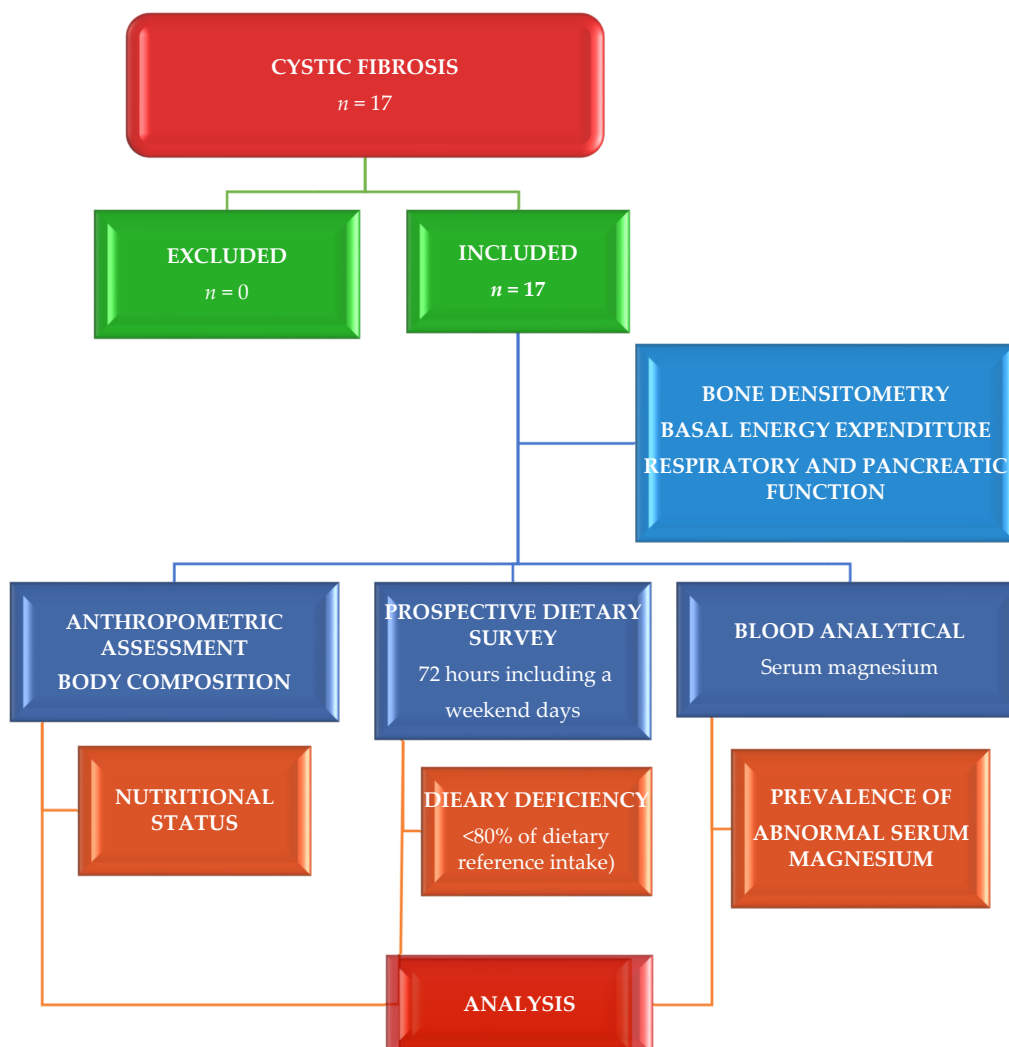 CYSTIC FIBROSIS
n = 17
EXCLUDED
n = 0
INCLUDED
n = 17
BONE DENSITOMETRY
BASAL ENERGY EXPENDITURE
RESPIRATORY AND PANCREATIC
FUNCTION
ANTHROPOMETRIC
ASSESSMENT
BODY COMPOSITION
PROSPECTIVE DIETARY
SURVEY
72 hours including a
weekend days
BLOOD ANALYTICAL
Serum magnesium
NUTRITIONAL
STATUS
DIEARY DEFICIENCY
<80% of dietary
reference intake)
PREVALENCE OF
ABNORMAL SERUM
MAGNESIUM
ANALYSIS